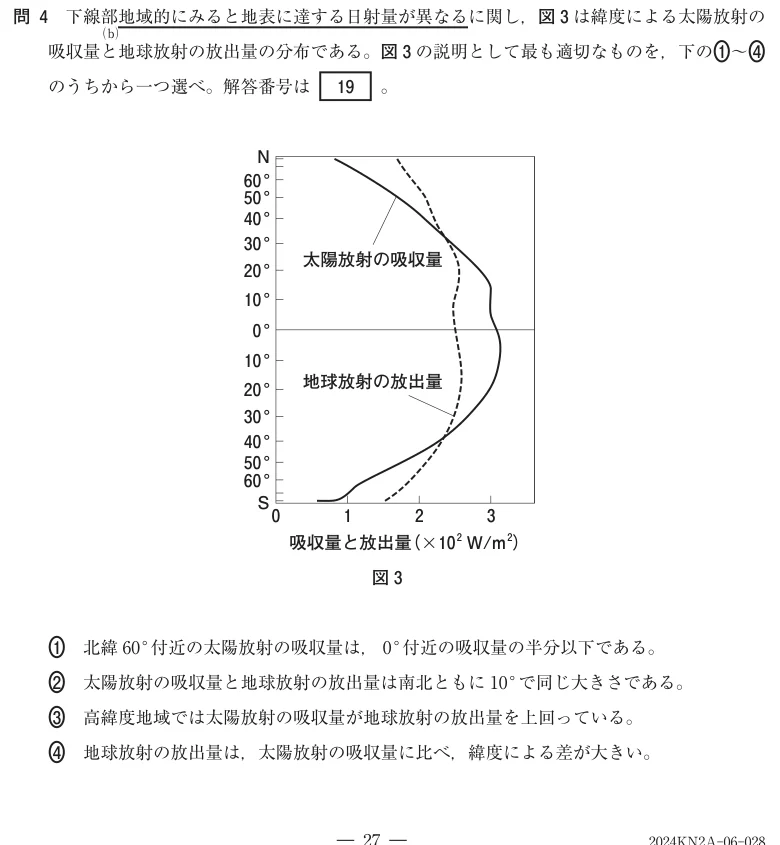 問 4 下線部地域的にみると地表に達する日射量が異なるに関し，図 3 は緯度による太陽放射の
(b)
吸収量と地球放射の放出量の分布である。図 3 の説明として最も適切なものを，下の①～④
のうちから一つ選べ。解答番号は 19 。
N
60°
50°
40°
30°
太陽放射の吸収量
20°
10°
0°
10°
地球放射の放出量
20°
30°
40°
50°
60°
S
0 1 2 3
吸収量と放出量(×10² W/m²)
図 3
① 北緯 60°付近の太陽放射の吸収量は， 0°付近の吸収量の半分以下である。
② 太陽放射の吸収量と地球放射の放出量は南北ともに 10°で同じ大きさである。
③ 高緯度地域では太陽放射の吸収量が地球放射の放出量を上回っている。
④ 地球放射の放出量は，太陽放射の吸収量に比べ，緯度による差が大きい。
― 27 ― 2024KN2A-06-028